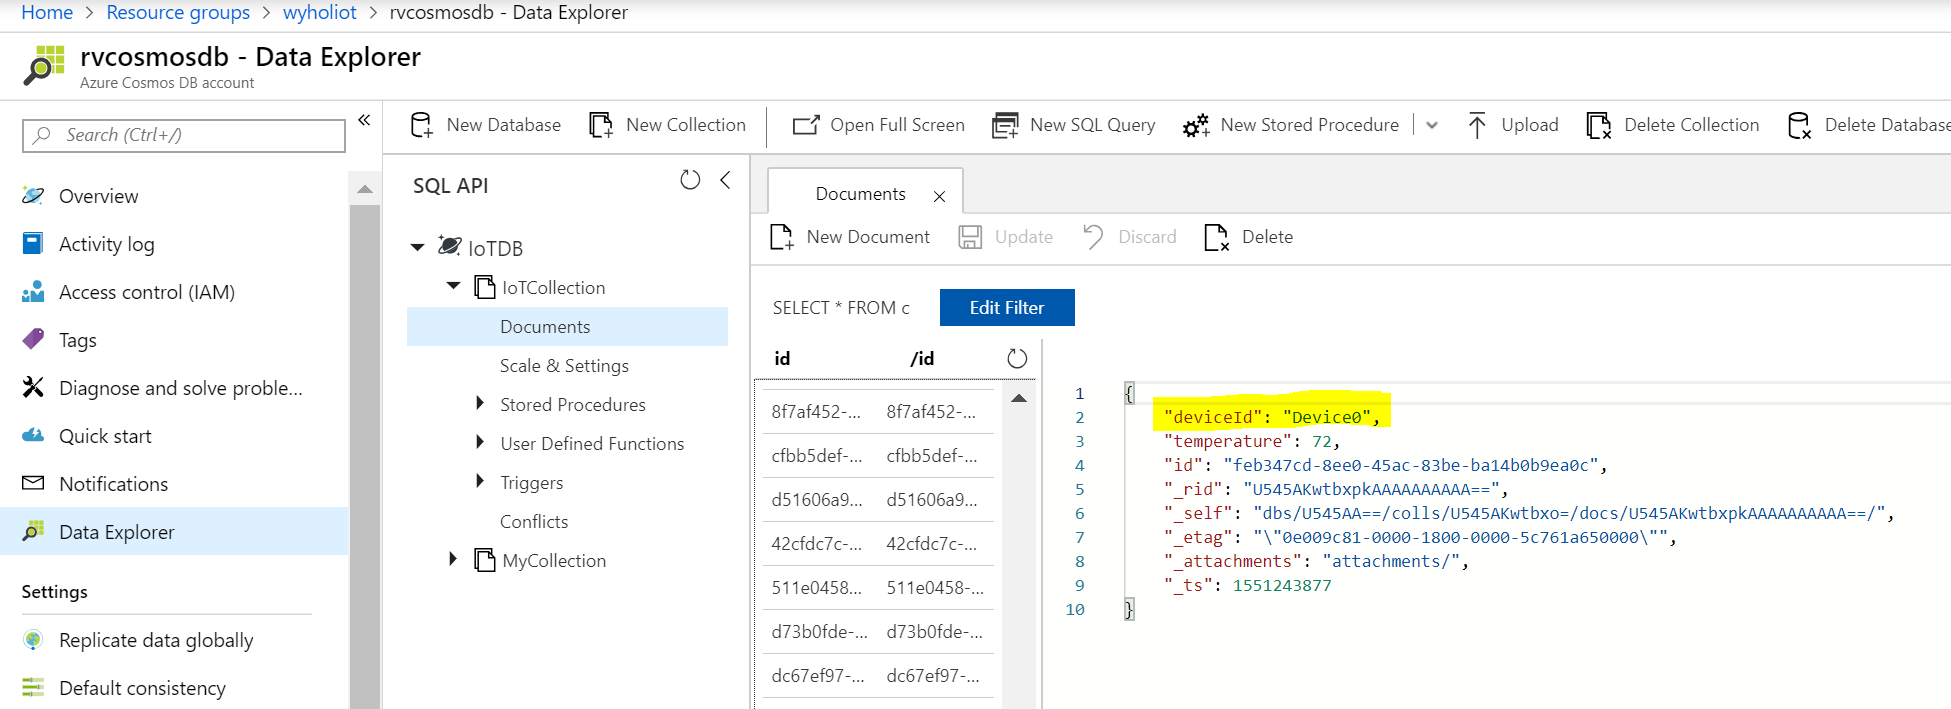 Home > Resource groups > wyholiot > rvcosmosdb - Data Explorer
rvcosmosdb - Data Explorer
Azure Cosmos DB account
Search (Ctrl+/)
«
Overview
Activity log
Access control (IAM)
Tags
Diagnose and solve proble...
Quick start
Notifications
Data Explorer
Settings
Replicate data globally
Default consistency
New Database
New Collection
Open Full Screen
New SQL Query
New Stored Procedure
Upload
Delete Collection
Delete Database
SQL API
IoTDB
IoTCollection
Documents
Scale & Settings
Stored Procedures
User Defined Functions
Triggers
Conflicts
MyCollection
Documents
New Document
Update
Discard
Delete
SELECT * FROM c
Edit Filter
id /id
8f7af452-... 8f7af452-...
cfbb5def-... cfbb5def-...
d51606a9... d51606a9...
42cfdc7c-... 42cfdc7c-...
511e0458... 511e0458-...
d73b0fde-... d73b0fde-...
dc67ef97-... dc67ef97-...
1 {
2 "deviceId": "Device0",
3 "temperature": 72,
4 "id": "feb347cd-8ee0-45ac-83be-ba14b0b9ea0c",
5 "_rid": "U545AKwtbxpkAAAAAAAAAA==",
6 "_self": "dbs/U545AA==/colls/U545AKwtbxo=/docs/U545AKwtbxpkAAAAAAAAAA==/",
7 "_etag": "\"0e009c81-0000-1800-0000-5c761a650000\"",
8 "_attachments": "attachments/",
9 "_ts": 1551243877
10 }